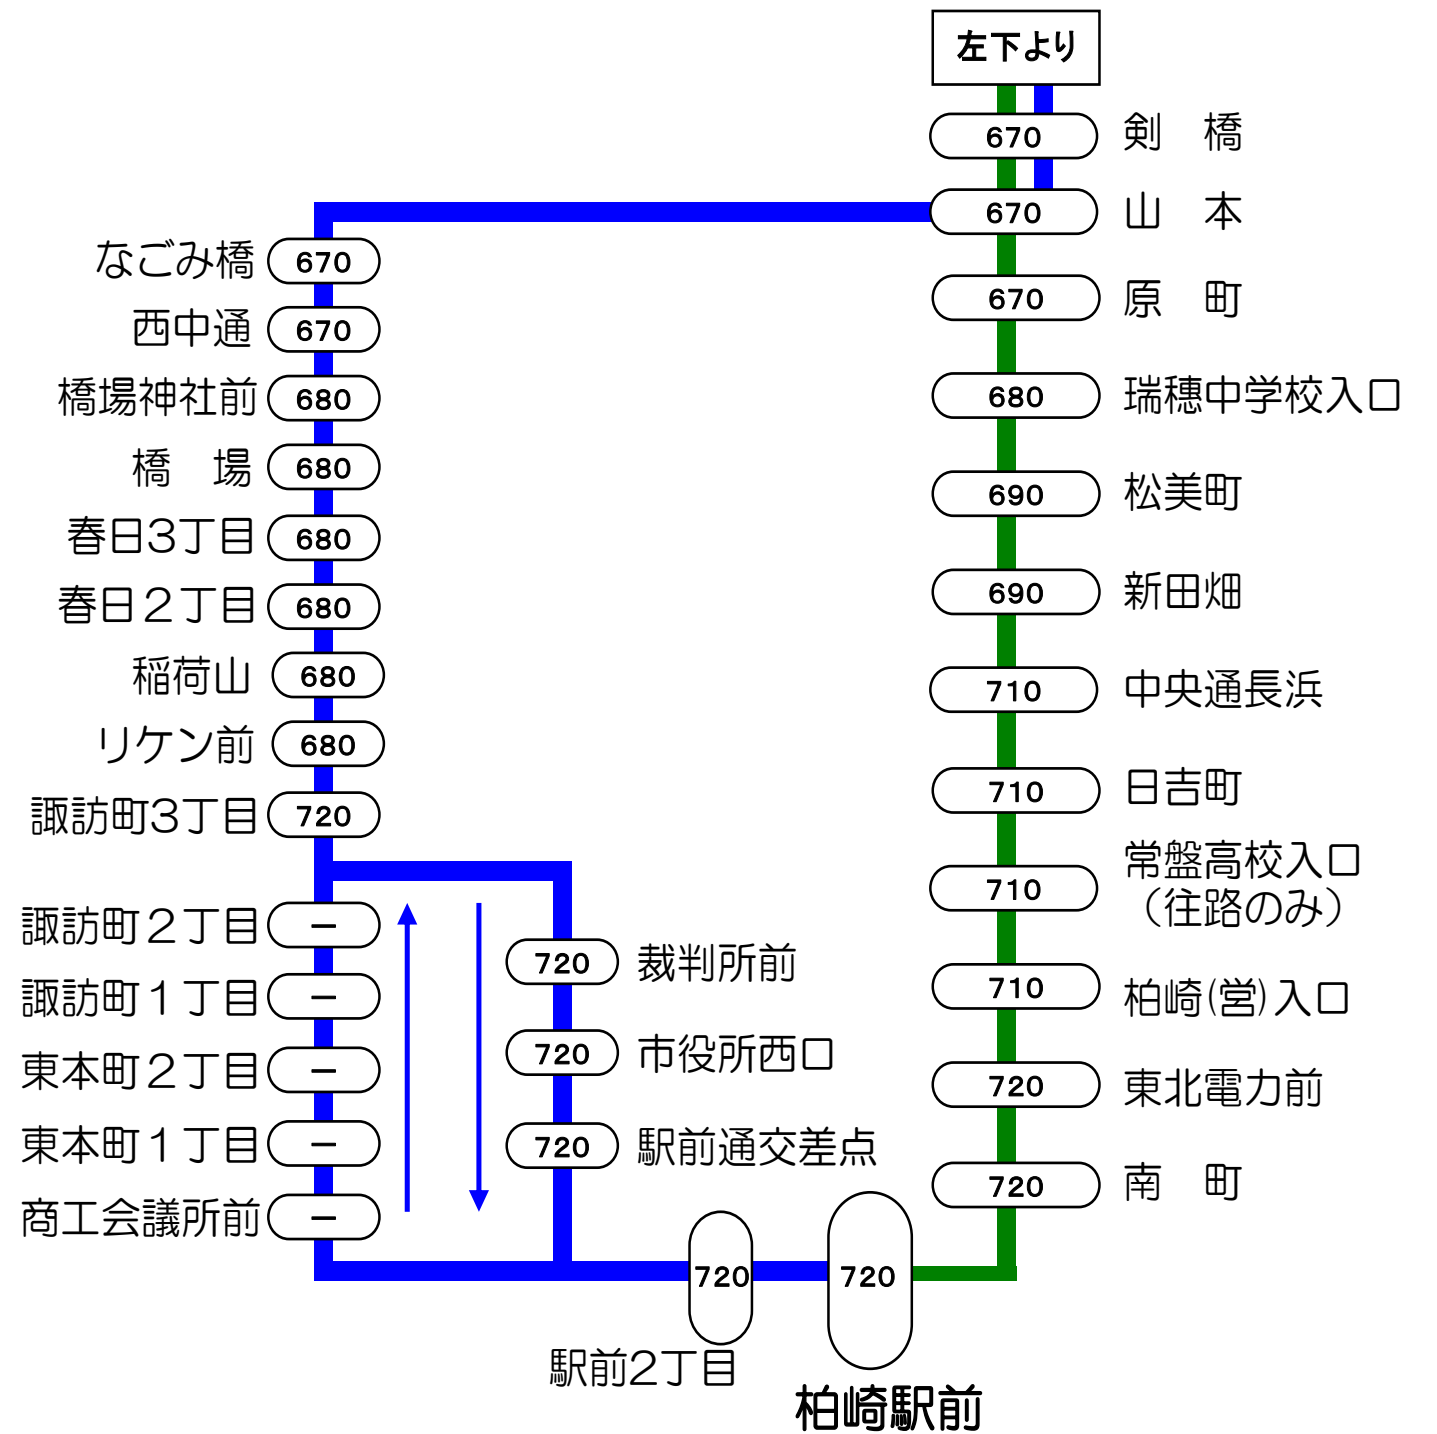 左下より
670 剣　橋
670 山　本
670 原　町
680 瑞穂中学校入口
690 松美町
690 新田畑
710 中央通長浜
710 日吉町
710 常盤高校入口
（往路のみ）
710 柏崎(営)入口
720 東北電力前
720 南　町
なごみ橋 670
西中通 670
橋場神社前 680
橋　場 680
春日３丁目 680
春日２丁目 680
稲荷山 680
リケン前 680
諏訪町３丁目 720
諏訪町２丁目 ー
諏訪町１丁目 ー
東本町２丁目 ー
東本町１丁目 ー
商工会議所前 ー
720 裁判所前
720 市役所西口
720 駅前通交差点
720
駅前２丁目
720
柏崎駅前